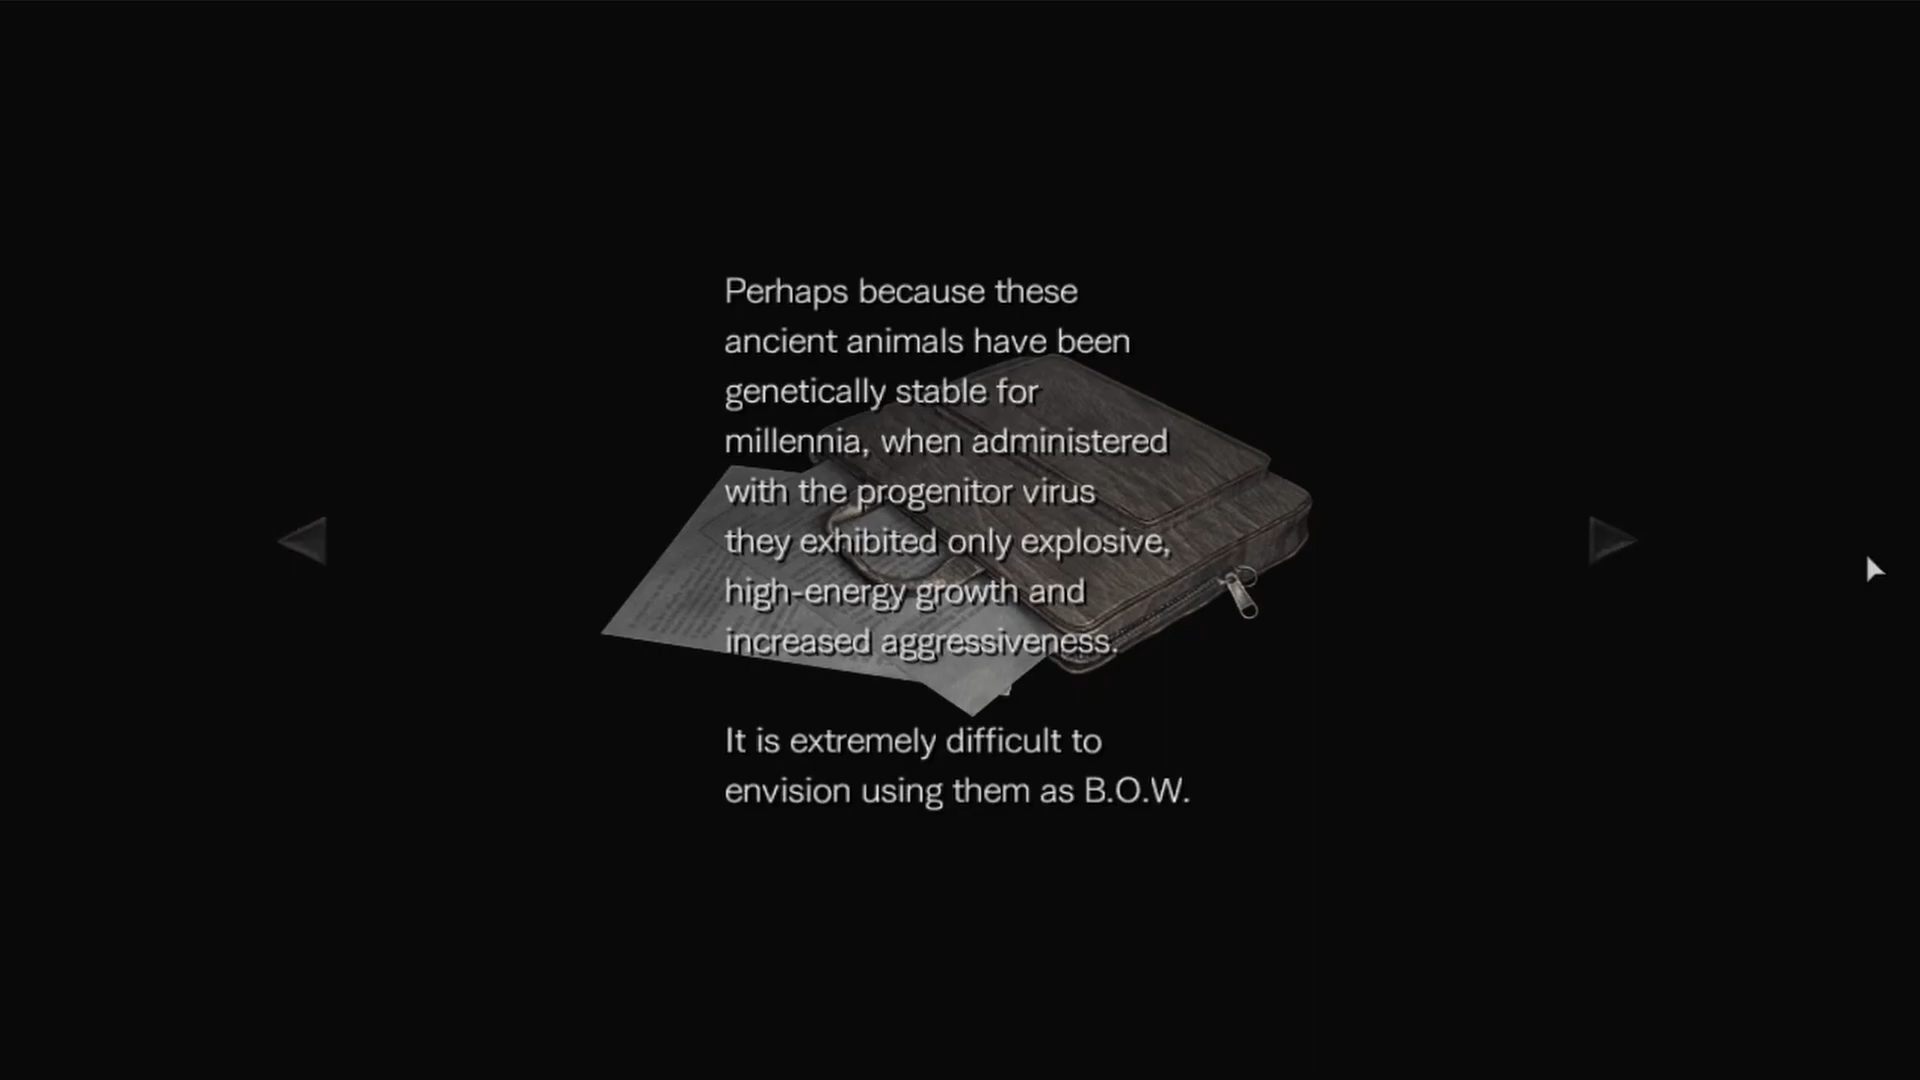 Perhaps because these
ancient animals have been
genetically stable for
millennia, when administered
with the progenitor virus
they exhibited only explosive,
high-energy growth and
increased aggressiveness.
It is extremely difficult to
envision using them as B.O.W.